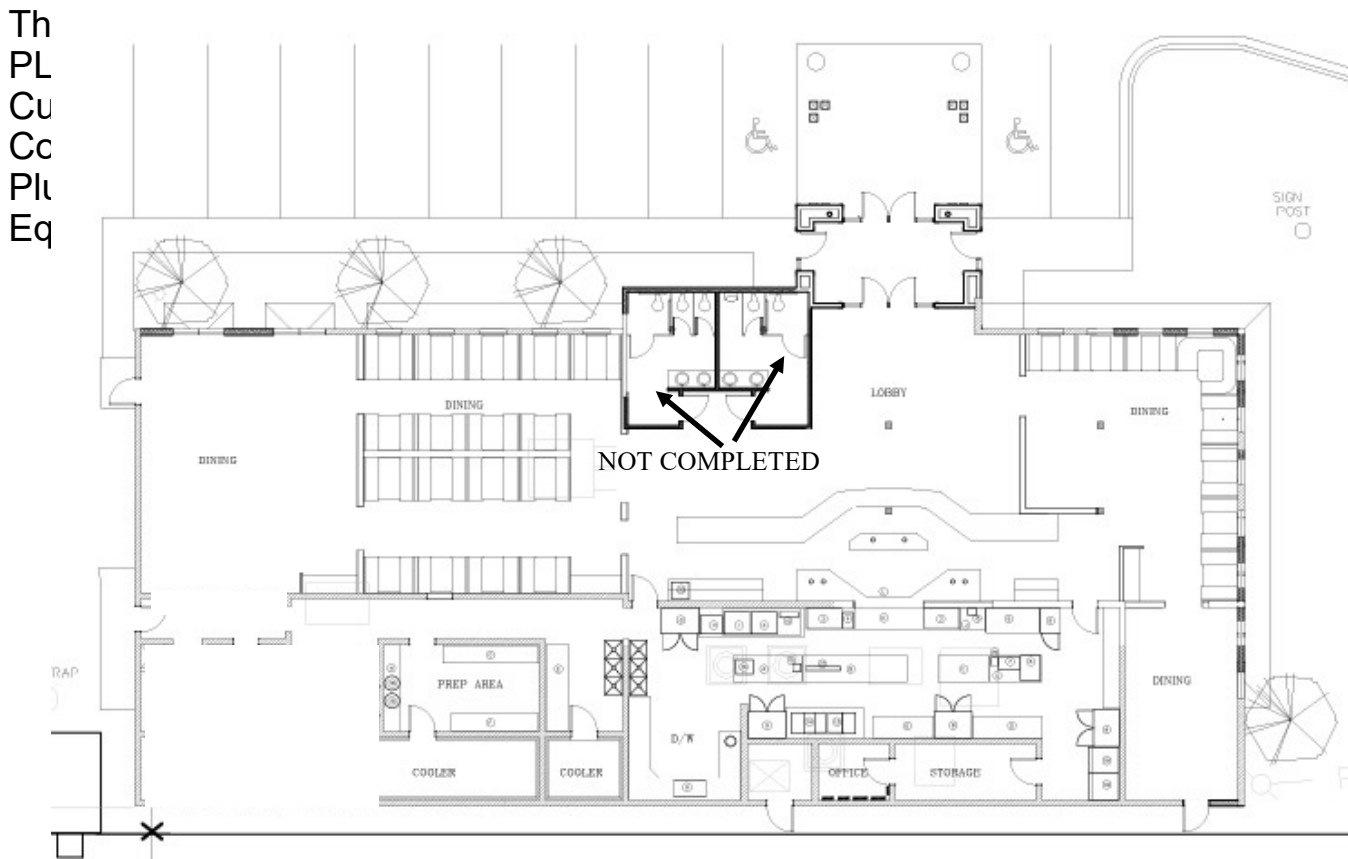 Th
PL
Cu
Co
Plu
Eq
SIGN
POST
LOBBY
DINING
DINING
DINING
NOT COMPLETED
RAP
PREP AREA
DINING
D/W
COOLER
COOLER
OFFICE
STORAGE